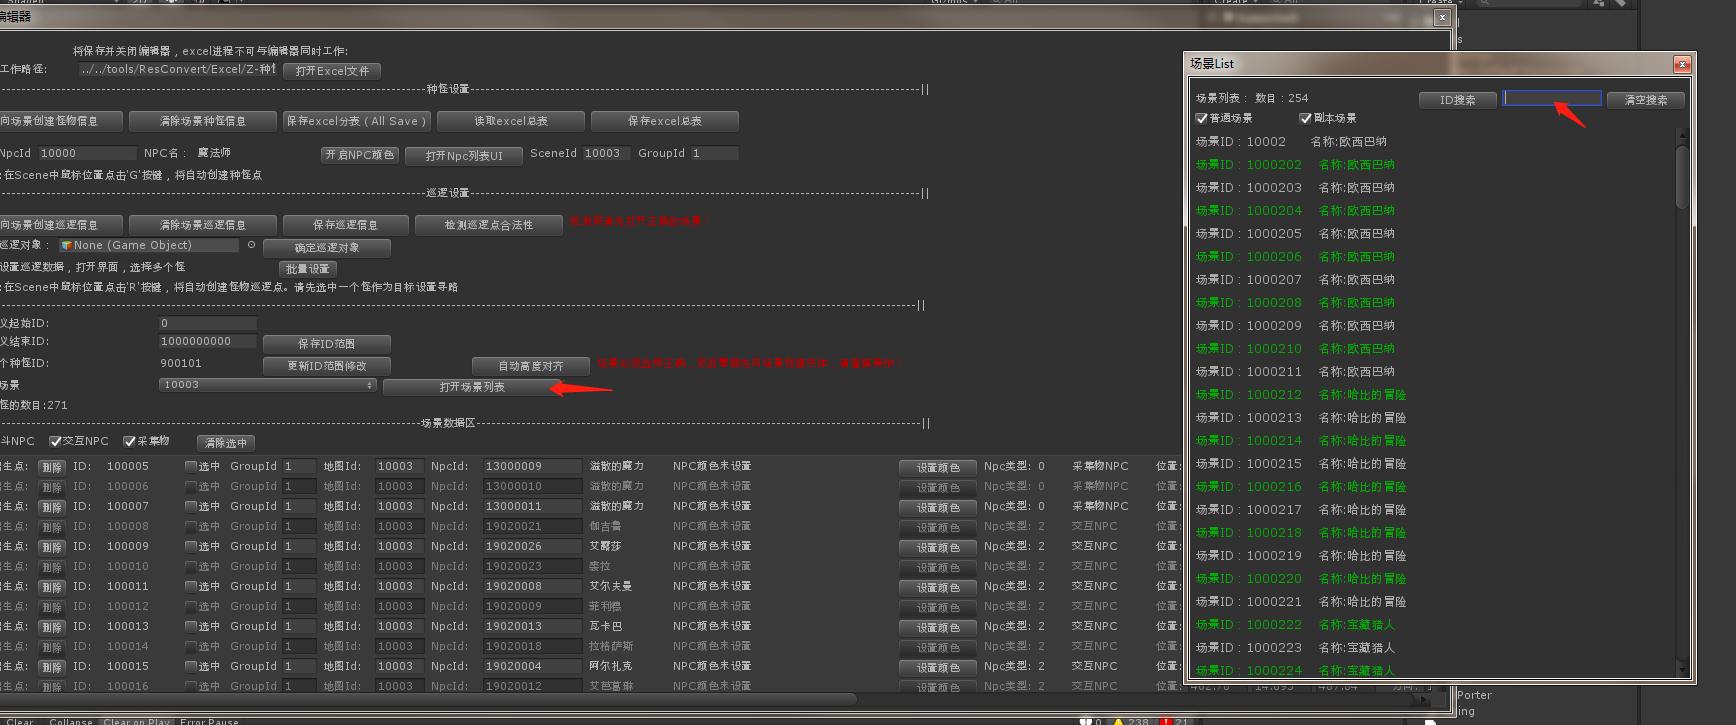 编辑器
将保存并关闭编辑器，excel进程不可与编辑器同时工作:
工作路径: ../../tools/ResConvert/Excel/Z-种 打开Excel文件
种怪设置
向场景创建怪物信息 清除场景种怪信息 保存excel分表 ( All Save ) 读取excel总表 保存excel总表
NpcId 10000 NPC名： 魔法师 开启NPC颜色 打开Npc列表UI SceneId 10003 GroupId 1
:在Scene中鼠标位置点击'G'按键，将自动创建种怪点
巡逻设置
向场景创建巡逻信息 清除场景巡逻信息 保存巡逻信息 检测巡逻点合法性
巡逻对象： None (Game Object) 确定巡逻对象
设置巡逻数据，打开界面，选择多个怪 批量设置
:在Scene中鼠标位置点击'R'按键，将自动创建怪物巡逻点。请先选中一个怪作为目标设置寻路
义起始ID: 0
义结束ID: 1000000000 保存ID范围
个种怪ID: 900101 更新ID范围修改 自动高度对齐
场景 10003 打开场景列表
怪的数目:271
场景数据区
斗NPC 交互NPC 采集物 清除选中
生点: 删除 ID: 100005 选中 GroupId 1 地图Id: 10003 NpcId: 13000009 溢散的魔力 NPC颜色未设置 设置颜色 Npc类型: 0 采集物NPC 位置:
生点: 删除 ID: 100006 选中 GroupId 1 地图Id: 10003 NpcId: 13000010 溢散的魔力 NPC颜色未设置 设置颜色 Npc类型: 0 采集物NPC 位置:
生点: 删除 ID: 100007 选中 GroupId 1 地图Id: 10003 NpcId: 13000011 溢散的魔力 NPC颜色未设置 设置颜色 Npc类型: 0 采集物NPC 位置:
生点: 删除 ID: 100008 选中 GroupId 1 地图Id: 10003 NpcId: 19020021 伽吉鲁 NPC颜色未设置 设置颜色 Npc类型: 2 交互NPC 位置:
生点: 删除 ID: 100009 选中 GroupId 1 地图Id: 10003 NpcId: 19020026 艾露莎 NPC颜色未设置 设置颜色 Npc类型: 2 交互NPC 位置:
生点: 删除 ID: 100010 选中 GroupId 1 地图Id: 10003 NpcId: 19020023 裘拉 NPC颜色未设置 设置颜色 Npc类型: 2 交互NPC 位置:
生点: 删除 ID: 100011 选中 GroupId 1 地图Id: 10003 NpcId: 19020008 艾尔夫曼 NPC颜色未设置 设置颜色 Npc类型: 2 交互NPC 位置:
生点: 删除 ID: 100012 选中 GroupId 1 地图Id: 10003 NpcId: 19020009 菲利德 NPC颜色未设置 设置颜色 Npc类型: 2 交互NPC 位置:
生点: 删除 ID: 100013 选中 GroupId 1 地图Id: 10003 NpcId: 19020013 瓦卡巴 NPC颜色未设置 设置颜色 Npc类型: 2 交互NPC 位置:
生点: 删除 ID: 100014 选中 GroupId 1 地图Id: 10003 NpcId: 19020018 拉格萨斯 NPC颜色未设置 设置颜色 Npc类型: 2 交互NPC 位置:
生点: 删除 ID: 100015 选中 GroupId 1 地图Id: 10003 NpcId: 19020004 阿尔扎克 NPC颜色未设置 设置颜色 Npc类型: 2 交互NPC 位置:
生点: 删除 ID: 100016 选中 GroupId 1 地图Id: 10003 NpcId: 19020012 艾芭葛琳 NPC颜色未设置 设置颜色 Npc类型: 2 交互NPC 位置:
Clear Collapse Clear on Play Error Pause 0 238 21
场景List
场景列表： 数目：254 ID搜索 清空搜索
普通场景 副本场景
场景ID：10002 名称:欧西巴纳
场景ID：1000202 名称:欧西巴纳
场景ID：1000203 名称:欧西巴纳
场景ID：1000204 名称:欧西巴纳
场景ID：1000205 名称:欧西巴纳
场景ID：1000206 名称:欧西巴纳
场景ID：1000207 名称:欧西巴纳
场景ID：1000208 名称:欧西巴纳
场景ID：1000209 名称:欧西巴纳
场景ID：1000210 名称:欧西巴纳
场景ID：1000211 名称:欧西巴纳
场景ID：1000212 名称:哈比的冒险
场景ID：1000213 名称:哈比的冒险
场景ID：1000214 名称:哈比的冒险
场景ID：1000215 名称:哈比的冒险
场景ID：1000216 名称:哈比的冒险
场景ID：1000217 名称:哈比的冒险
场景ID：1000218 名称:哈比的冒险
场景ID：1000219 名称:哈比的冒险
场景ID：1000220 名称:哈比的冒险
场景ID：1000221 名称:哈比的冒险
场景ID：1000222 名称:宝藏猎人
场景ID：1000223 名称:宝藏猎人
场景ID：1000224 名称:宝藏猎人
Porter
ing